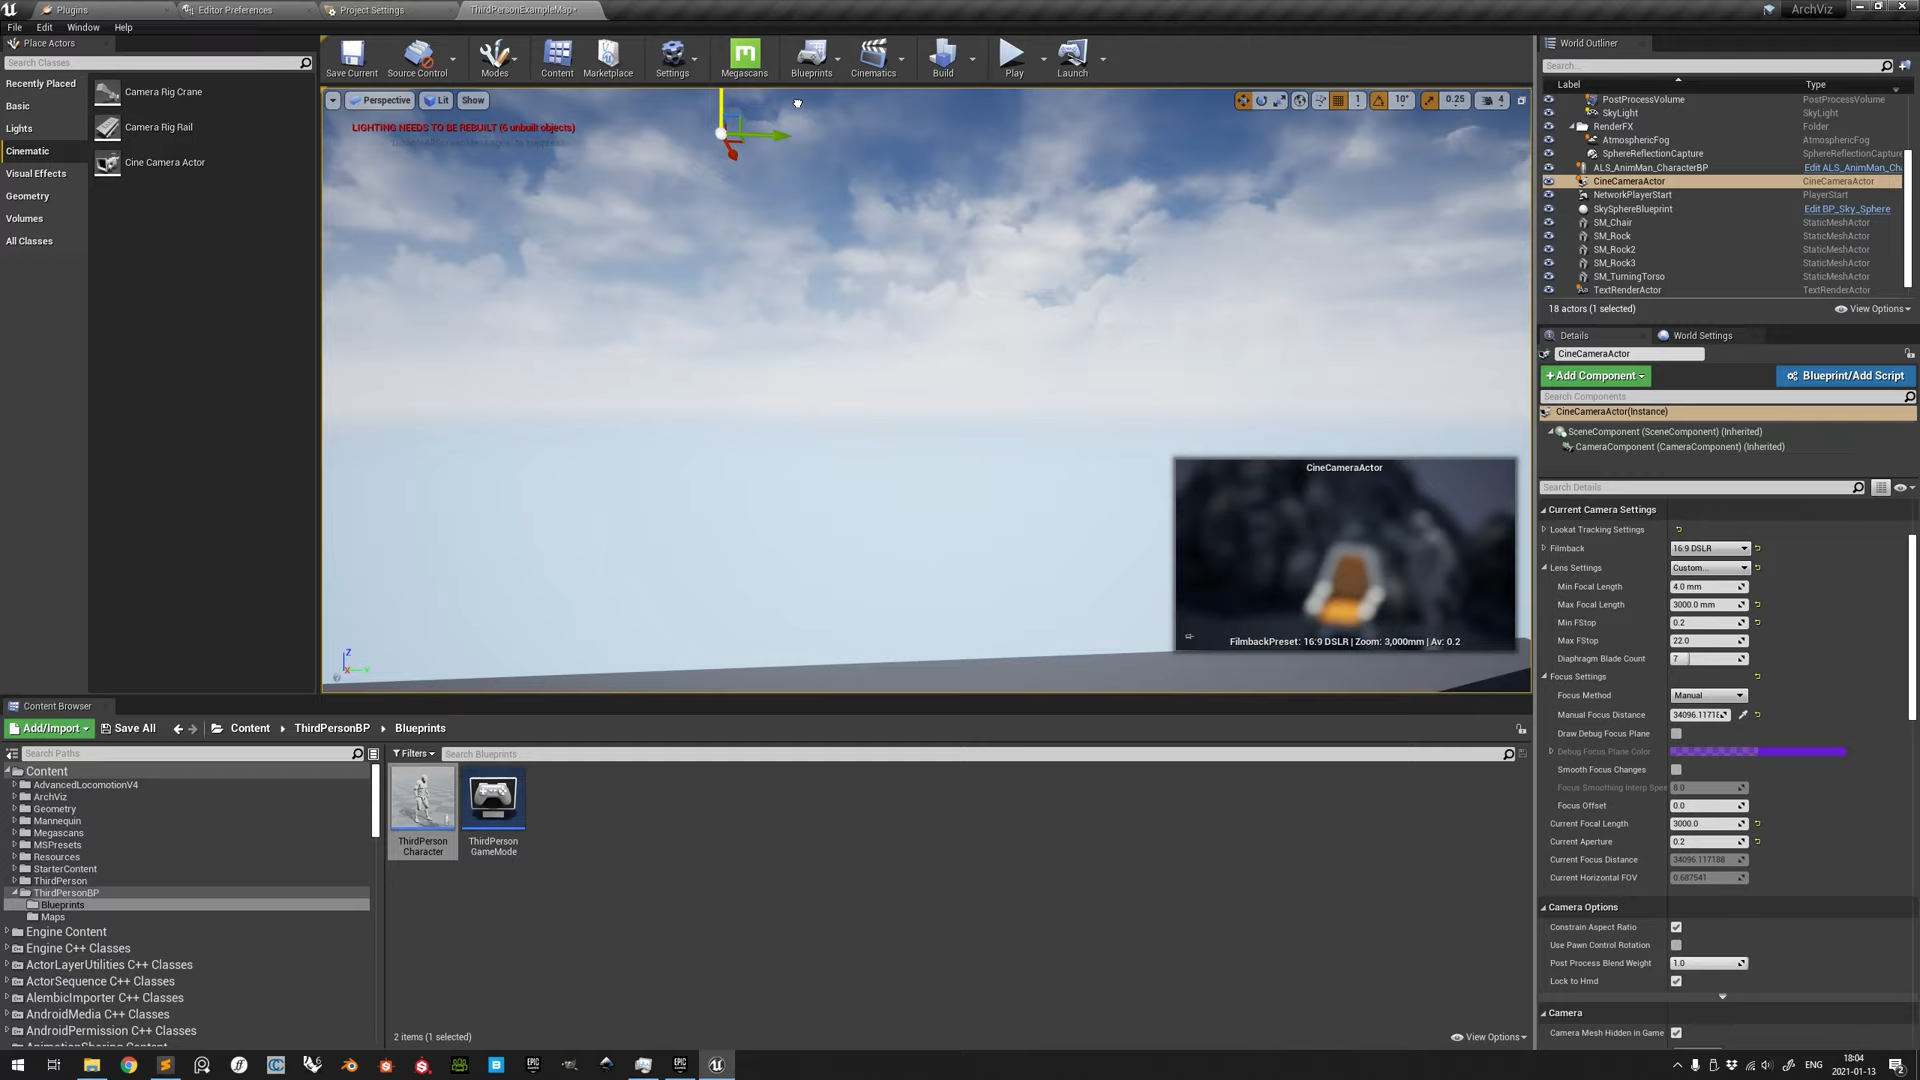 Plugins
Editor Preferences
Project Settings
ThirdPersonExampleMap*
ArchViz
File Edit Window Help
Place Actors
Search Classes
Recently Placed
Basic
Lights
Cinematic
Visual Effects
Geometry
Volumes
All Classes
Camera Rig Crane
Camera Rig Rail
Cine Camera Actor
Save Current
Source Control
Modes
Content
Marketplace
Settings
Megascans
Blueprints
Cinematics
Build
Play
Launch
Perspective
Lit
Show
10°
0.25
4
LIGHTING NEEDS TO BE REBUILT (6 unbuilt objects)
CineCameraActor
FilmbackPreset: 16:9 DSLR | Zoom: 3,000mm | Av: 0.2
Z
World Outliner
Search...
Label Type
PostProcessVolume PostProcessVolume
SkyLight SkyLight
RenderFX Folder
AtmosphericFog AtmosphericFog
SphereReflectionCapture SphereReflectionCapture
ALS_AnimMan_CharacterBP Edit ALS_AnimMan_Ch
CineCameraActor CineCameraActor
NetworkPlayerStart PlayerStart
SkySphereBlueprint Edit BP_Sky_Sphere
SM_Chair StaticMeshActor
SM_Rock StaticMeshActor
SM_Rock2 StaticMeshActor
SM_Rock3 StaticMeshActor
SM_TurningTorso StaticMeshActor
TextRenderActor TextRenderActor
18 actors (1 selected)
View Options
Details
World Settings
CineCameraActor
+Add Component
Blueprint/Add Script
Search Components
CineCameraActor(Instance)
SceneComponent (SceneComponent) (Inherited)
CameraComponent (CameraComponent) (Inherited)
Search Details
Current Camera Settings
Lookat Tracking Settings
Filmback 16:9 DSLR
Lens Settings Custom...
Min Focal Length 4.0 mm
Max Focal Length 3000.0 mm
Min FStop 0.2
Max FStop 22.0
Diaphragm Blade Count 7
Focus Settings
Focus Method Manual
Manual Focus Distance 34096.1171
Draw Debug Focus Plane
Debug Focus Plane Color
Smooth Focus Changes
Focus Smoothing Interp Spee 8.0
Focus Offset 0.0
Current Focal Length 3000.0
Current Aperture 0.2
Current Focus Distance 34096.117188
Current Horizontal FOV 0.687541
Camera Options
Constrain Aspect Ratio
Use Pawn Control Rotation
Post Process Blend Weight 1.0
Lock to Hmd
Camera
Camera Mesh Hidden in Game
Content Browser
Add/Import
Save All
Content
ThirdPersonBP
Blueprints
Search Paths
Filters
Search Blueprints
Content
AdvancedLocomotionV4
ArchViz
Geometry
Mannequin
Megascans
MSPresets
Resources
StarterContent
ThirdPerson
ThirdPersonBP
Blueprints
Maps
Engine Content
Engine C++ Classes
ActorLayerUtilities C++ Classes
ActorSequence C++ Classes
AlembicImporter C++ Classes
AndroidMedia C++ Classes
AndroidPermission C++ Classes
AnimationSharing Content
ThirdPerson
Character
ThirdPerson
GameMode
2 items (1 selected)
View Options
ENG
18:04
2021-01-13